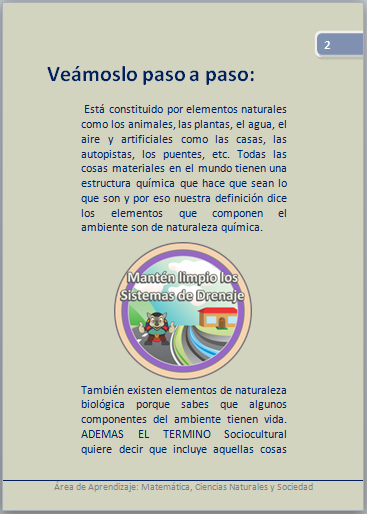 2
Veámoslo paso a paso:
Está constituido por elementos naturales
como los animales, las plantas, el agua, el
aire y artificiales como las casas, las
autopistas, los puentes, etc. Todas las
cosas materiales en el mundo tienen una
estructura química que hace que sean lo
que son y por eso nuestra definición dice
los elementos que componen el
ambiente son de naturaleza química.
Mantén limpio los
Sistemas de Drenaje
También existen elementos de naturaleza
biológica porque sabes que algunos
componentes del ambiente tienen vida.
ADEMAS EL TERMINO Sociocultural
quiere decir que incluye aquellas cosas
Área de Aprendizaje: Matemática, Ciencias Naturales y Sociedad